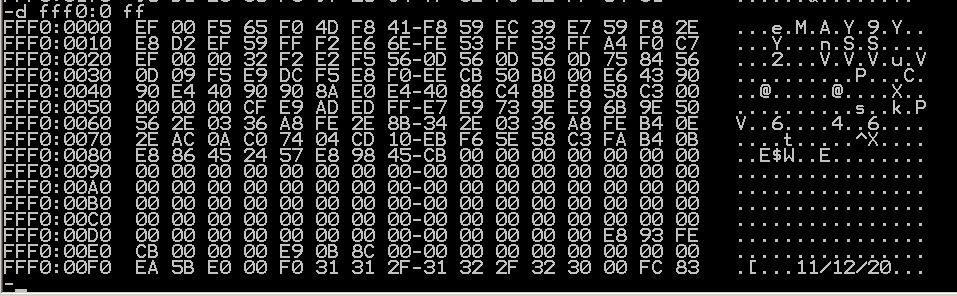 -d fff0:0 ff
FFF0:0000 EF 00 F5 65 F0 4D F8 41-F8 59 EC 39 E7 59 F8 2E ...e.M.A.Y.9.Y..
FFF0:0010 E8 D2 EF 59 FF F2 E6 6E-FE 53 FF 53 FF A4 F0 C7 ...Y...n.S.S....
FFF0:0020 EF 00 00 32 F2 E2 F5 56-0D 56 0D 56 0D 75 84 56 ...2...V.V.V.u.V
FFF0:0030 0D 09 F5 E9 DC F5 E8 F0-EE CB 50 B0 00 E6 43 90 ..........P...C.
FFF0:0040 90 E4 40 90 90 8A E0 E4-40 86 C4 8B F8 58 C3 00 ..@.....@....X..
FFF0:0050 00 00 00 CF E9 AD ED FF-E7 E9 73 9E E9 6B 9E 50 ..........s..k.P
FFF0:0060 56 2E 03 36 A8 FE 2E 8B-34 2E 03 36 A8 FE B4 0E V..6....4..6....
FFF0:0070 2E AC 0A C0 74 04 CD 10-EB F6 5E 58 C3 FA B4 0B ....t.....^X....
FFF0:0080 E8 86 45 24 57 E8 98 45-CB 00 00 00 00 00 00 00 ..E$W..E........
FFF0:0090 00 00 00 00 00 00 00 00-00 00 00 00 00 00 00 00 ................
FFF0:00A0 00 00 00 00 00 00 00 00-00 00 00 00 00 00 00 00 ................
FFF0:00B0 00 00 00 00 00 00 00 00-00 00 00 00 00 00 00 00 ................
FFF0:00C0 00 00 00 00 00 00 00 00-00 00 00 00 00 00 00 00 ................
FFF0:00D0 00 00 00 00 00 00 00 00-00 00 00 00 00 E8 93 FE ................
FFF0:00E0 CB 00 00 00 E9 0B 8C 00-00 00 00 00 00 00 00 00 ................
FFF0:00F0 EA 5B E0 00 F0 31 31 2F-31 32 2F 32 30 00 FC 83 .[...11/12/20...
-_